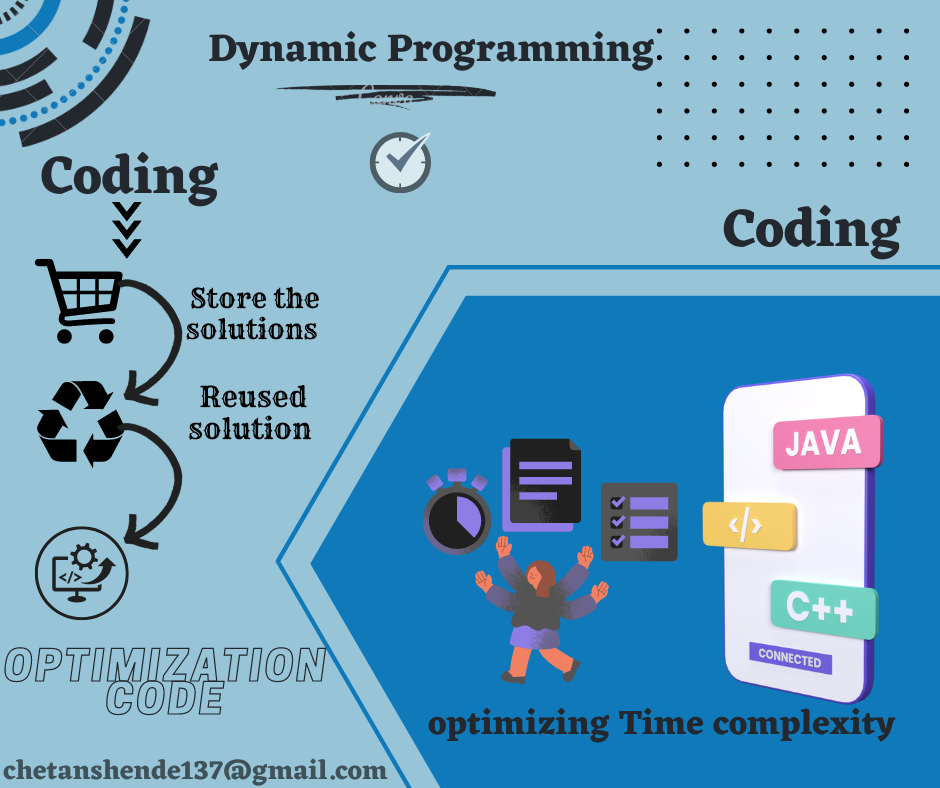 Dynamic Programming
Canva
Coding
Coding
Store the
solutions
Reused
solution
JAVA
</>
</>
C++
CONNECTED
OPTIMIZATION
CODE
optimizing Time complexity
chetanshende137@gmail.com